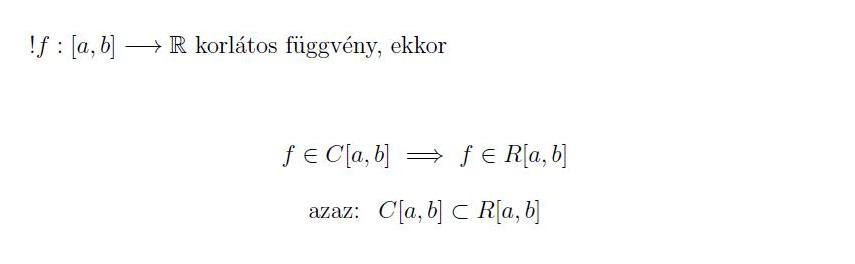 !f : [a, b] ⟶ ℝ korlátos függvény, ekkor
f ∈ C[a, b] ⟹ f ∈ R[a, b]
azaz: C[a, b] ⊂ R[a, b]